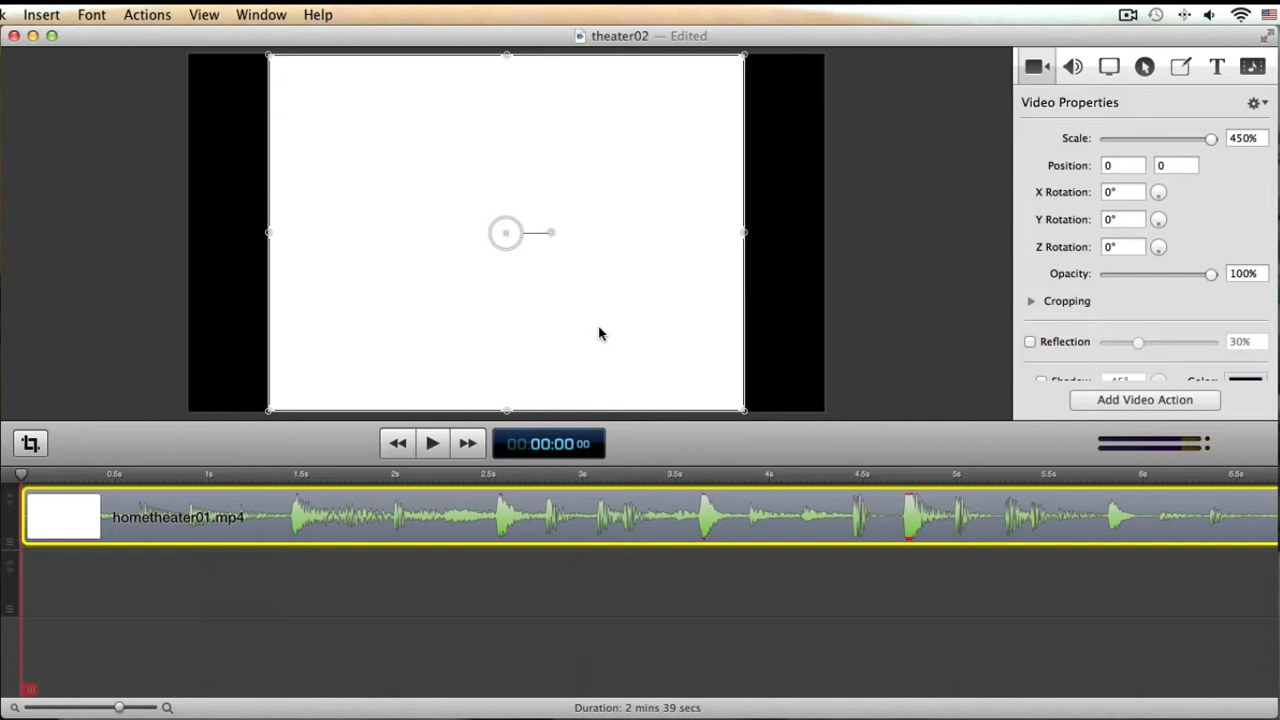 Insert Font Actions View Window Help
theater02 — Edited
Video Properties
Scale: 450%
Position: 0 0
X Rotation: 0°
Y Rotation: 0°
Z Rotation: 0°
Opacity: 100%
Cropping
Reflection 30%
Add Video Action
00:00:00 00
0.5s 1s 1.5s 2s 2.5s 3s 3.5s 4s 4.5s 5s 5.5s 6s 6.5s
hometheater01.mp4
Duration: 2 mins 39 secs